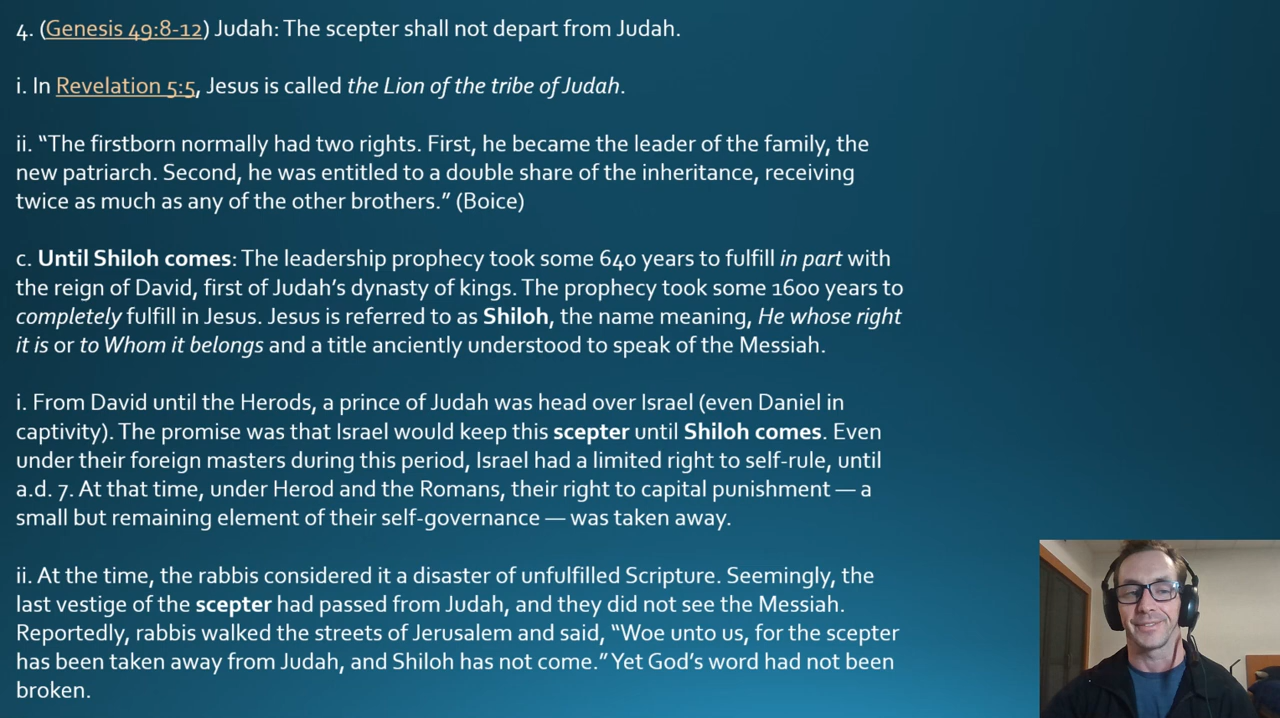 4. (Genesis 49:8-12) Judah: The scepter shall not depart from Judah.
i. In Revelation 5:5, Jesus is called the Lion of the tribe of Judah.
ii. “The firstborn normally had two rights. First, he became the leader of the family, the
new patriarch. Second, he was entitled to a double share of the inheritance, receiving
twice as much as any of the other brothers.” (Boice)
c. Until Shiloh comes: The leadership prophecy took some 640 years to fulfill in part with
the reign of David, first of Judah’s dynasty of kings. The prophecy took some 1600 years to
completely fulfill in Jesus. Jesus is referred to as Shiloh, the name meaning, He whose right
it is or to Whom it belongs and a title anciently understood to speak of the Messiah.
i. From David until the Herods, a prince of Judah was head over Israel (even Daniel in
captivity). The promise was that Israel would keep this scepter until Shiloh comes. Even
under their foreign masters during this period, Israel had a limited right to self-rule, until
a.d. 7. At that time, under Herod and the Romans, their right to capital punishment — a
small but remaining element of their self-governance — was taken away.
ii. At the time, the rabbis considered it a disaster of unfulfilled Scripture. Seemingly, the
last vestige of the scepter had passed from Judah, and they did not see the Messiah.
Reportedly, rabbis walked the streets of Jerusalem and said, “Woe unto us, for the scepter
has been taken away from Judah, and Shiloh has not come.” Yet God’s word had not been
broken.